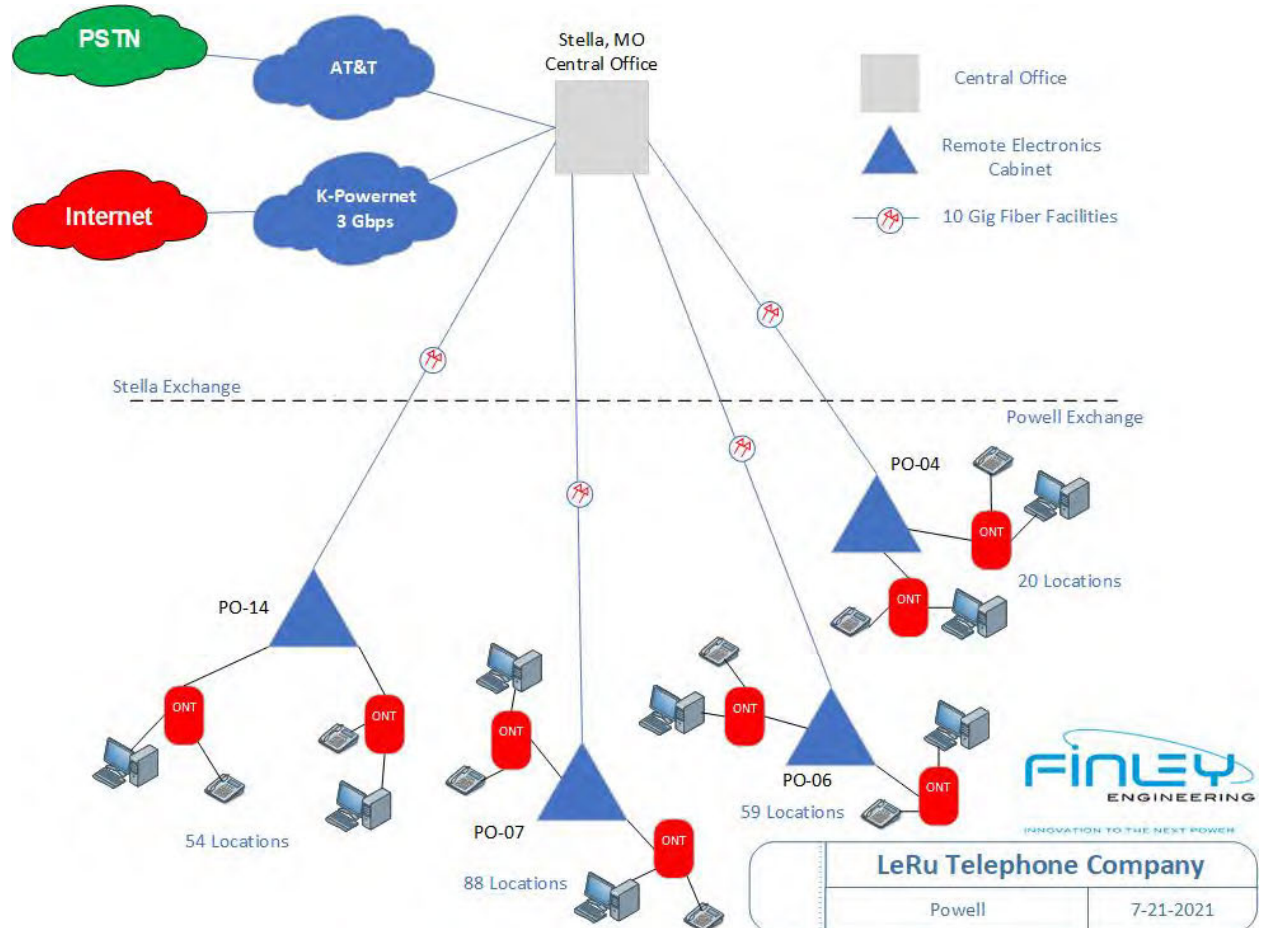 PSTN
AT&T
Stella, MO
Central Office
Central Office
Internet
K-Powernet
3 Gbps
Remote Electronics
Cabinet
10 Gig Fiber Facilities
Stella Exchange
Powell Exchange
PO-04
ONT
20 Locations
ONT
PO-14
ONT
ONT
54 Locations
ONT
PO-07
ONT
88 Locations
ONT
PO-06
ONT
59 Locations
FINLEY
ENGINEERING
INNOVATION TO THE NEXT POWER
LeRu Telephone Company
Powell
7-21-2021